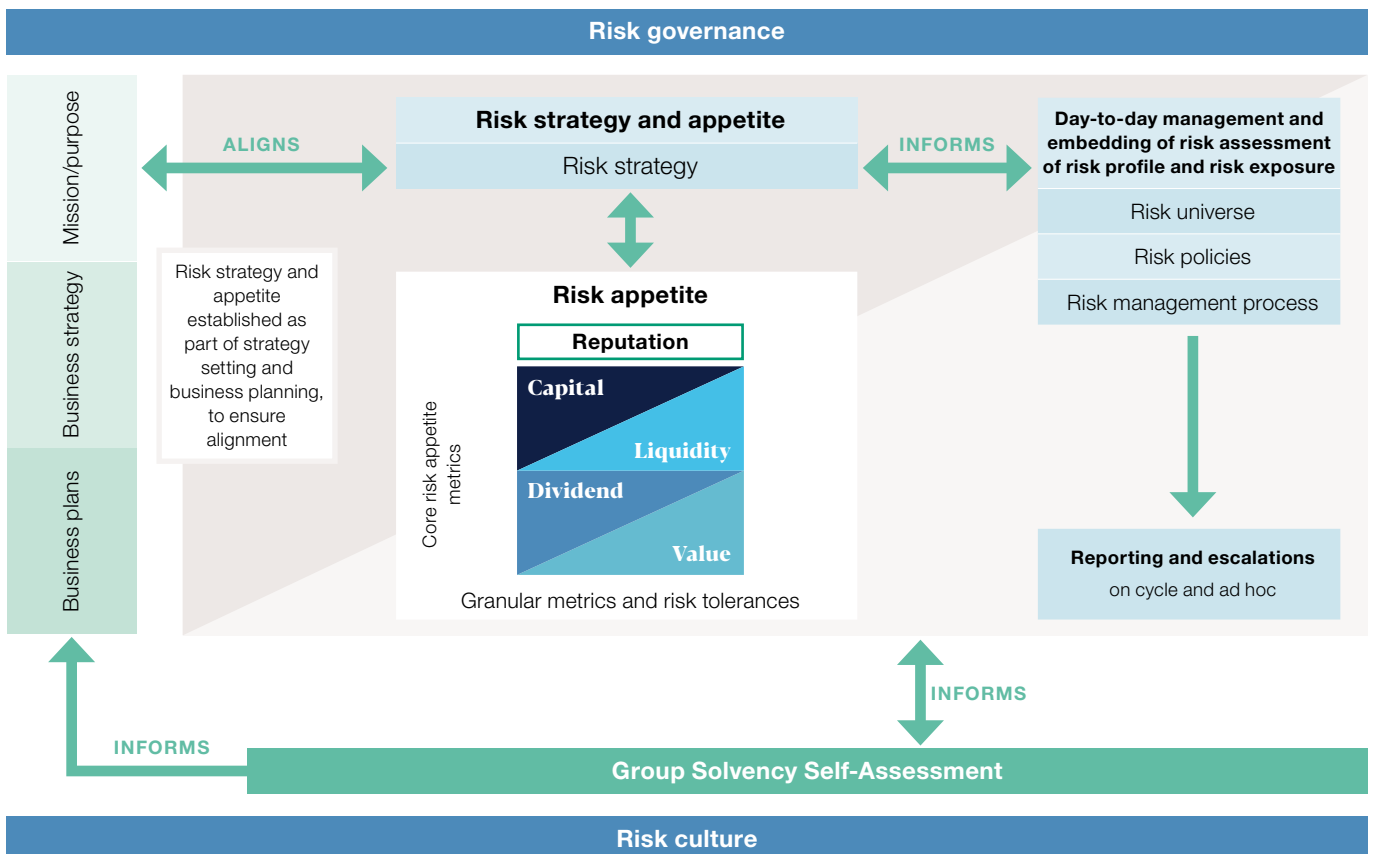 Risk governance
Mission/purpose
Business strategy
Business plans
ALIGNS
Risk strategy and appetite
Risk strategy
INFORMS
Day-to-day management and
embedding of risk assessment
of risk profile and risk exposure
Risk universe
Risk policies
Risk management process
Risk strategy and
appetite
established as
part of strategy
setting and
business planning,
to ensure
alignment
Risk appetite
Reputation
Capital
Liquidity
Dividend
Value
Core risk appetite
metrics
Granular metrics and risk tolerances
Reporting and escalations
on cycle and ad hoc
INFORMS
INFORMS
Group Solvency Self-Assessment
Risk culture